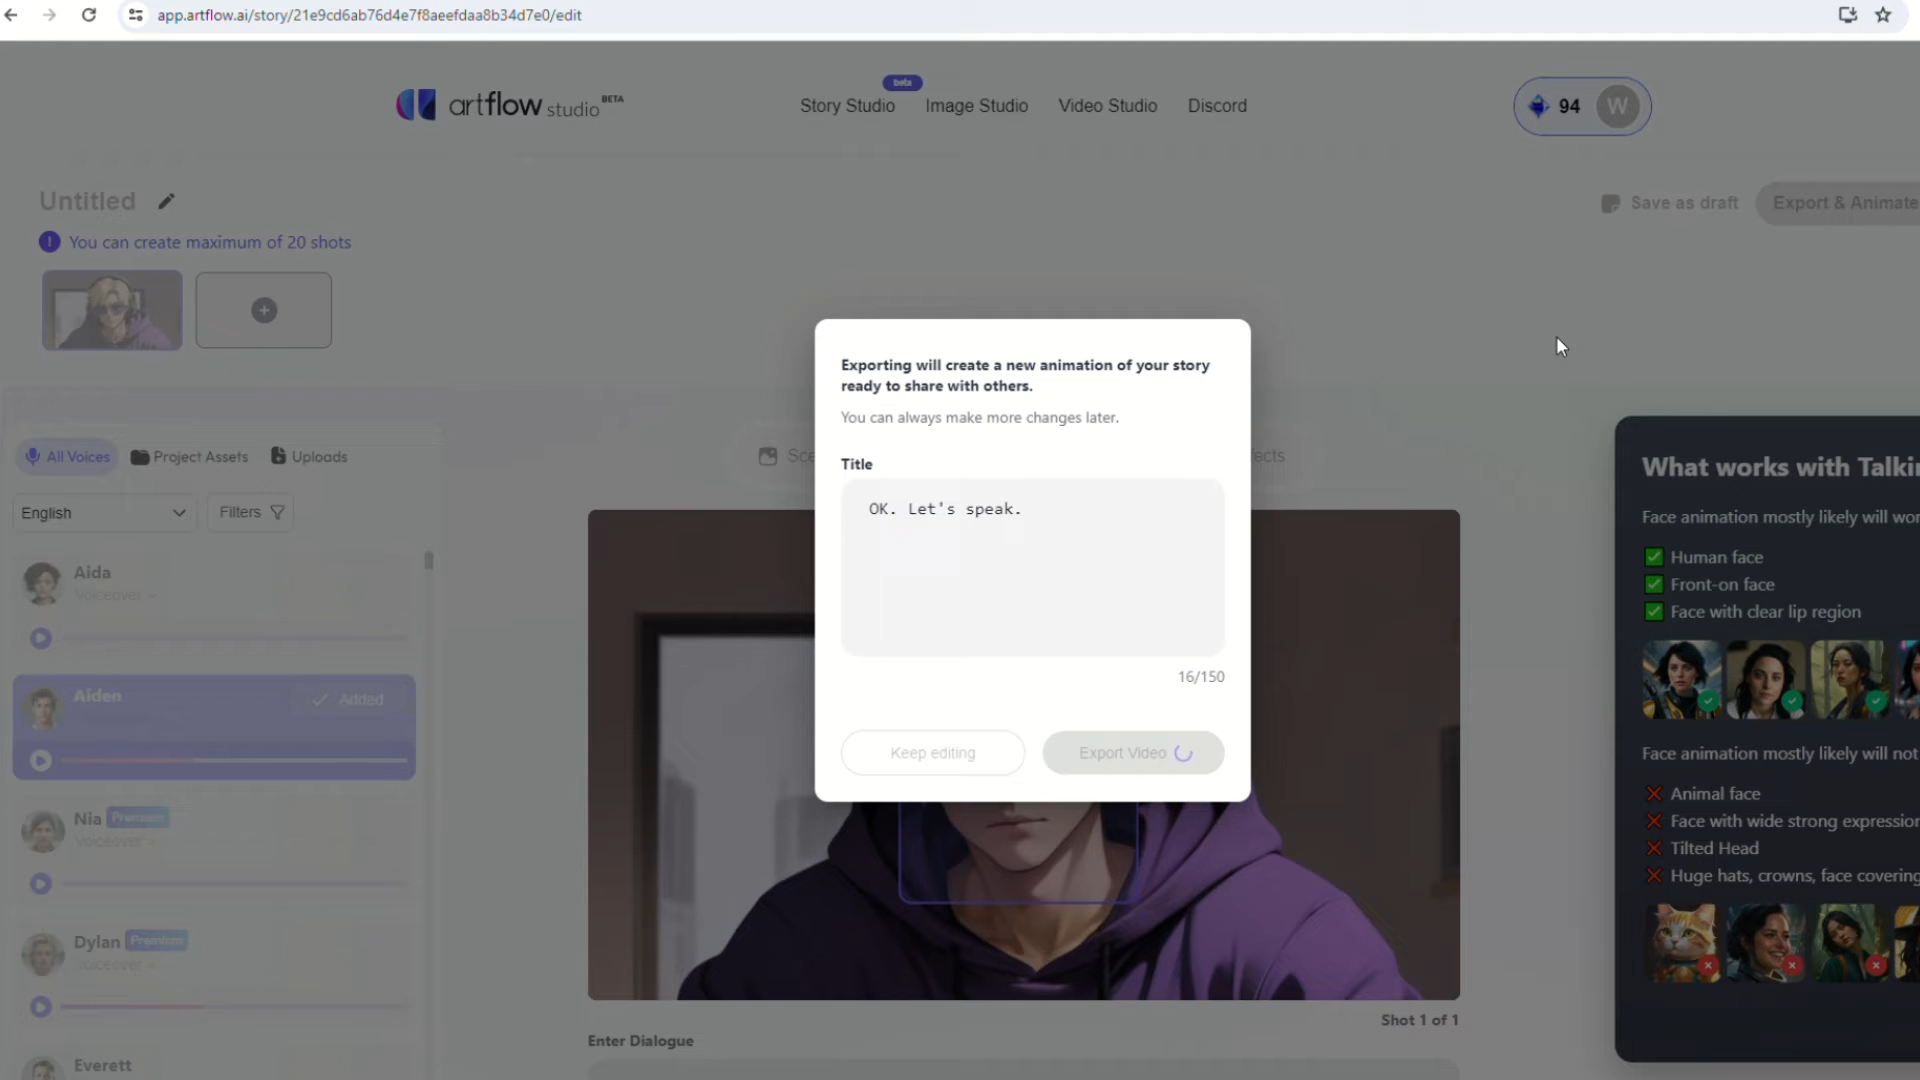 app.artflow.ai/story/21e9cd6ab76d4e7f8aeefdaa8b34d7e0/edit
artflow studio BETA
beta
Story Studio
Image Studio
Video Studio
Discord
94
W
Untitled
Save as draft
Export & Animate
! You can create maximum of 20 shots
Exporting will create a new animation of your story
ready to share with others.
You can always make more changes later.
Title
OK. Let's speak.
16/150
Keep editing
Export Video
All Voices
Project Assets
Uploads
English
Filters
Aida
Voiceover
Aiden
Added
Nia Premium
Voiceover
Dylan Premium
Voiceover
Everett
Shot 1 of 1
Enter Dialogue
What works with
Face animation mostly likely will
Human face
Front-on face
Face with clear lip region
Face animation mostly likely will not
Animal face
Face with wide strong
Tilted Head
Huge hats, crowns, face covering